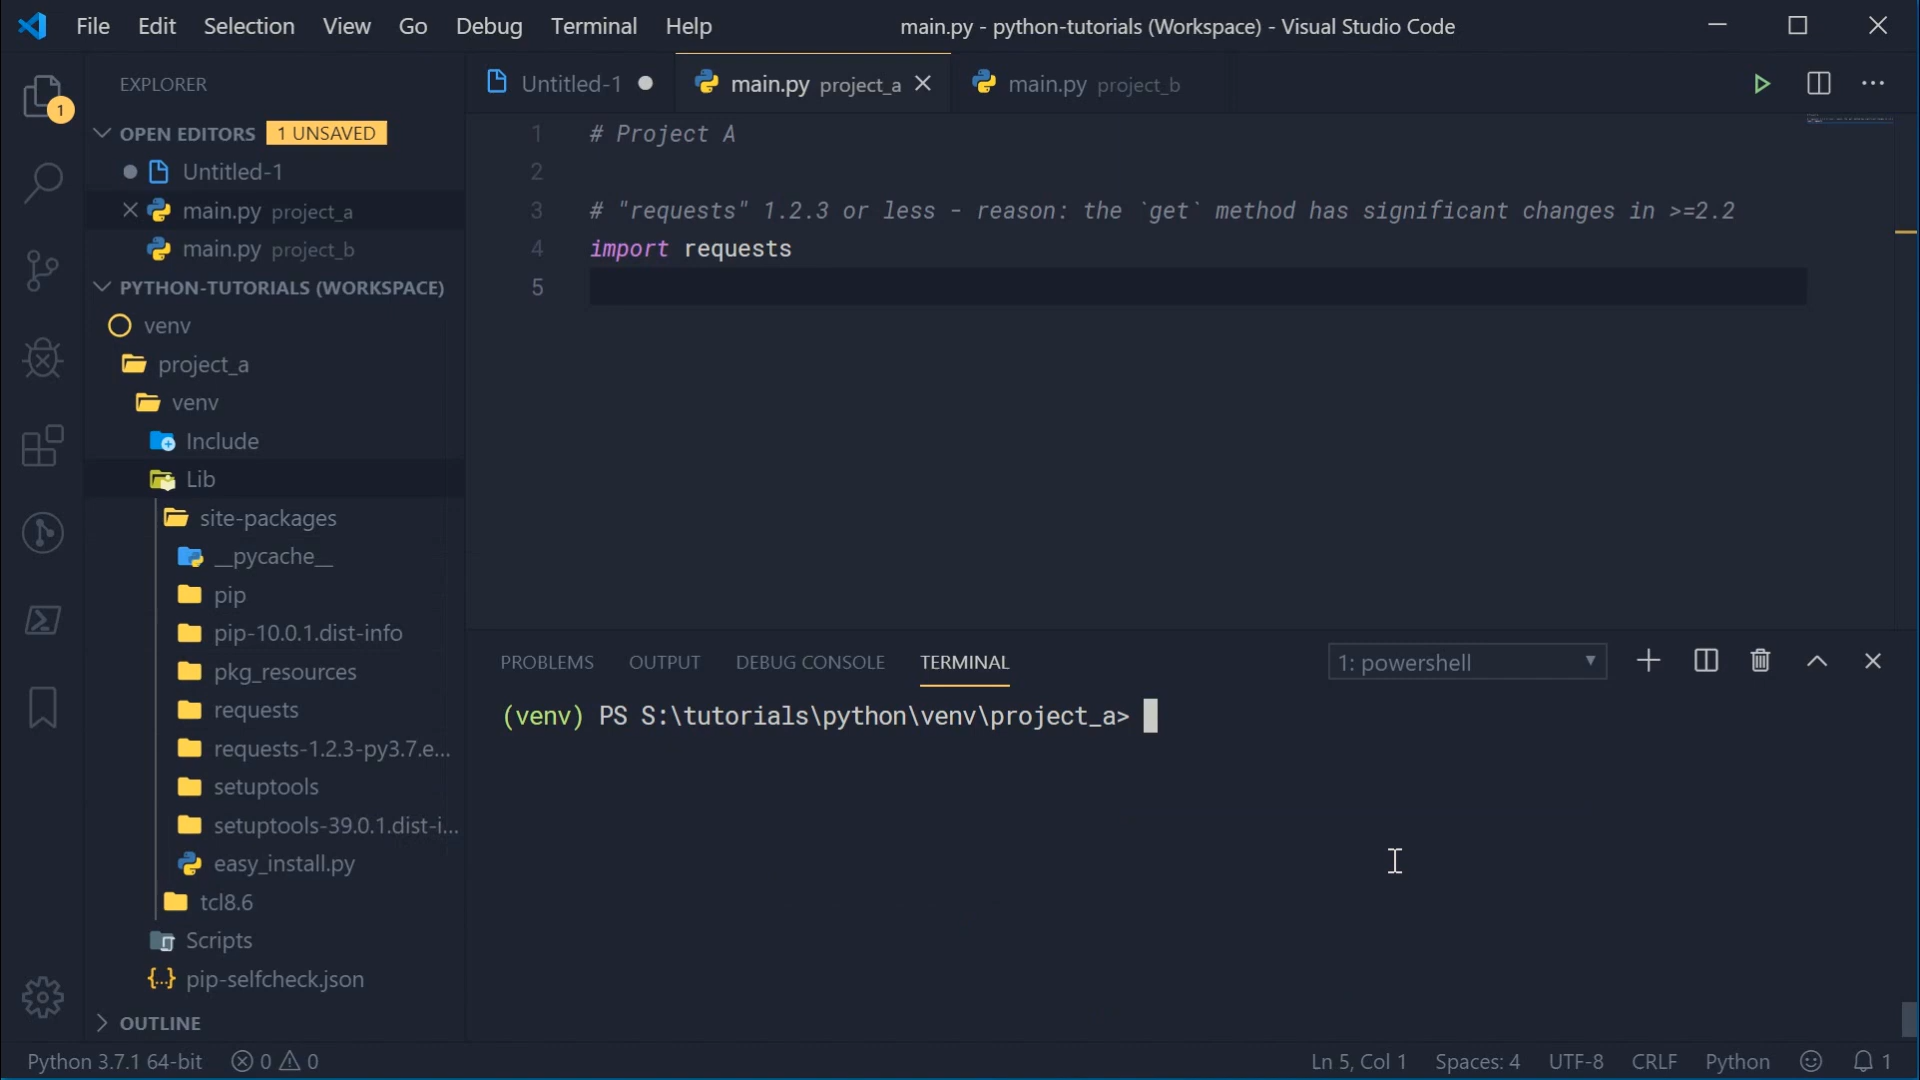 File Edit Selection View Go Debug Terminal Help
main.py - python-tutorials (Workspace) - Visual Studio Code
1
EXPLORER
OPEN EDITORS 1 UNSAVED
Untitled-1
main.py project_a
main.py project_b
PYTHON-TUTORIALS (WORKSPACE)
venv
project_a
venv
Include
Lib
site-packages
__pycache__
pip
pip-10.0.1.dist-info
pkg_resources
requests
requests-1.2.3-py3.7.e...
setuptools
setuptools-39.0.1.dist-i...
easy_install.py
tcl8.6
Scripts
{..} pip-selfcheck.json
OUTLINE
Untitled-1 main.py project_a main.py project_b
1 # Project A
2
3 # "requests" 1.2.3 or less - reason: the `get` method has significant changes in >=2.2
4 import requests
5
PROBLEMS OUTPUT DEBUG CONSOLE TERMINAL 1: powershell
(venv) PS S:\tutorials\python\venv\project_a>
Python 3.7.1 64-bit 0 0 Ln 5, Col 1 Spaces: 4 UTF-8 CRLF Python 1